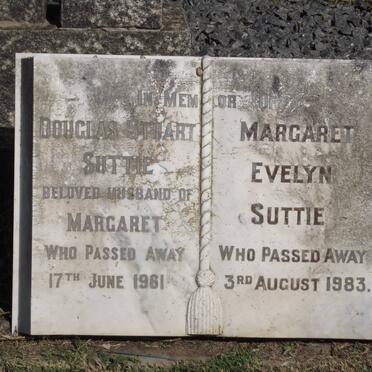 In Memory of
Douglas Stuart
Suttie
Beloved Husband of
Margaret
Who Passed Away
17th June 1961
Margaret
Evelyn
Suttie
Who Passed Away
3rd August 1983.